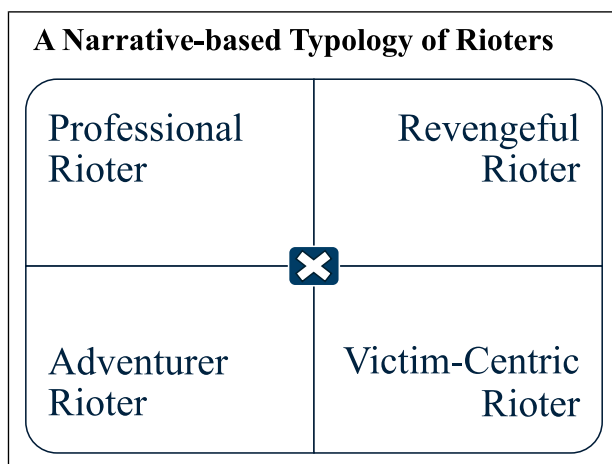 A Narrative-based Typology of Rioters
Professional
Rioter
Revengeful
Rioter
Adventurer
Rioter
Victim-Centric
Rioter